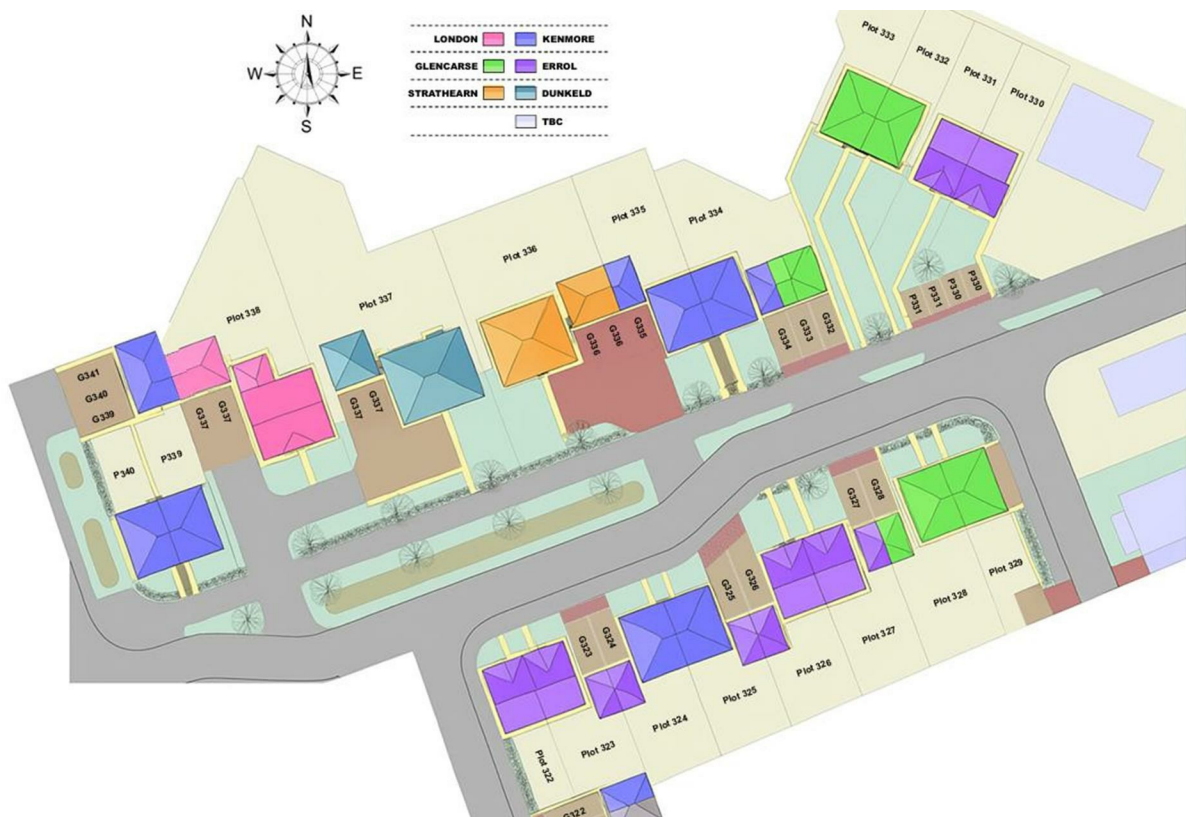 N
W E
S
LONDON KENMORE
GLENCARSE ERROL
STRATHEARN DUNKELD
TBC
Plot 333
Plot 332
Plot 331
Plot 330
Plot 336
Plot 335
Plot 334
Plot 338
Plot 337
P331
P331
P330
P330
G336
G336
G335
G334
G333
G332
G341
G340
G339
G337
G337
G337
G337
P340
P339
G327
G328
G325
G326
G323
G324
Plot 329
Plot 328
Plot 327
Plot 326
Plot 325
Plot 324
Plot 323
Plot 322
G322